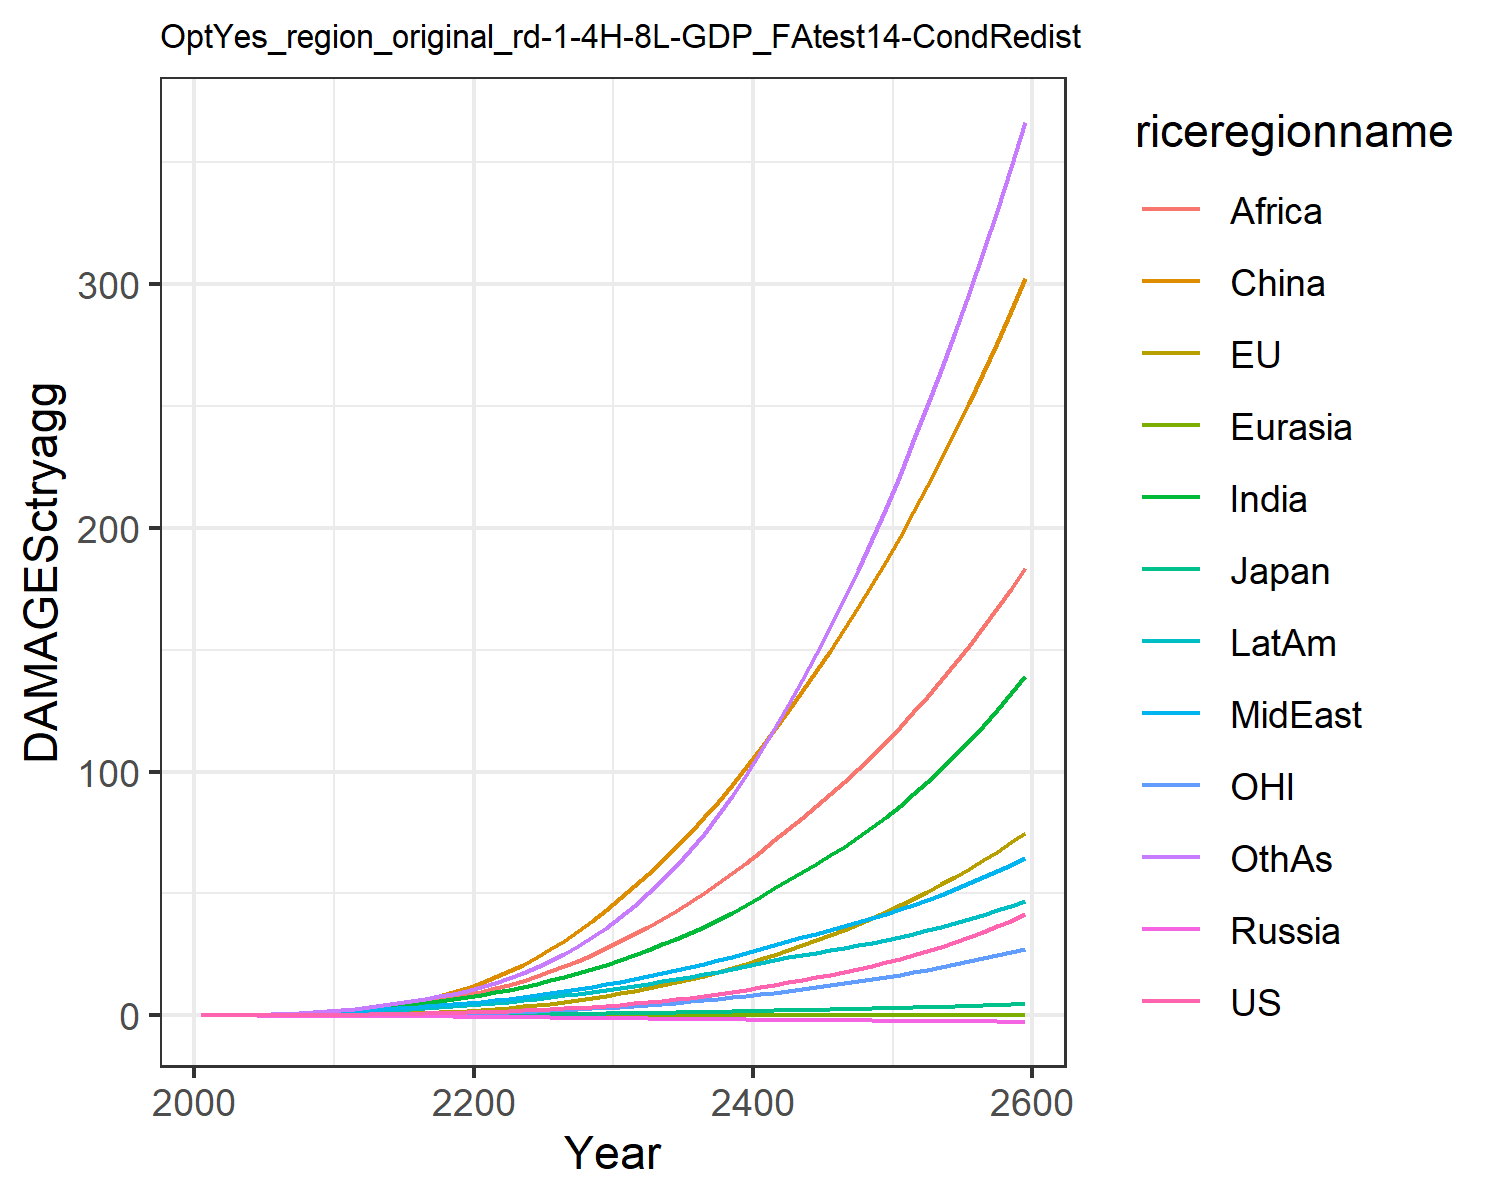 OptYes_region_original_rd-1-4H-8L-GDP_FAtest14-CondRedist
DAMAGESctryagg
300
200
100
0
2000 2200 2400 2600
Year
riceregionname
Africa
China
EU
Eurasia
India
Japan
LatAm
MidEast
OHI
OthAs
Russia
US